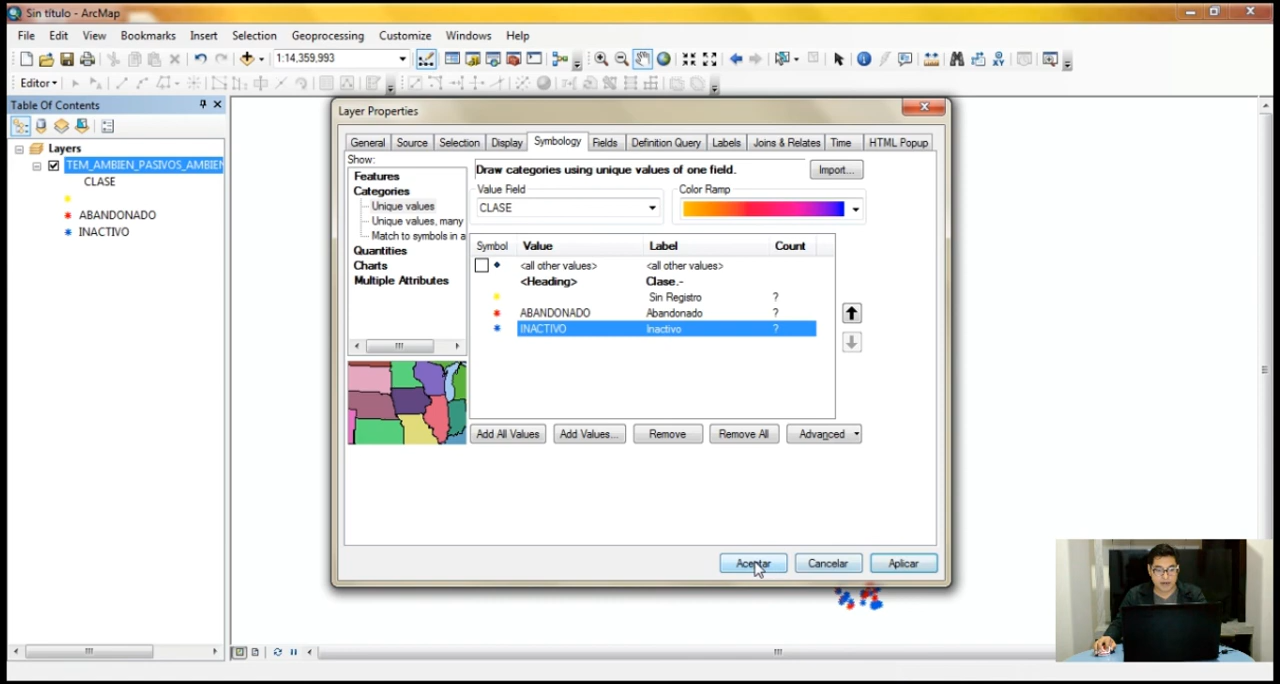 Sin título - ArcMap
File Edit View Bookmarks Insert Selection Geoprocessing Customize Windows Help
1:14,359,993
Editor
Table Of Contents
Layers
TEM_AMBIEN_PASIVOS_AMBIEN
CLASE
ABANDONADO
INACTIVO
Layer Properties
General Source Selection Display Symbology Fields Definition Query Labels Joins & Relates Time HTML Popup
Show:
Features
Categories
Unique values
Unique values, many
Match to symbols in a
Quantities
Charts
Multiple Attributes
Draw categories using unique values of one field.
Import...
Value Field
CLASE
Color Ramp
Symbol Value Label Count
<all other values> <all other values>
<Heading> Clase.-
Sin Registro ?
ABANDONADO Abandonado ?
INACTIVO Inactivo ?
Add All Values Add Values... Remove Remove All Advanced
Aceptar Cancelar Aplicar